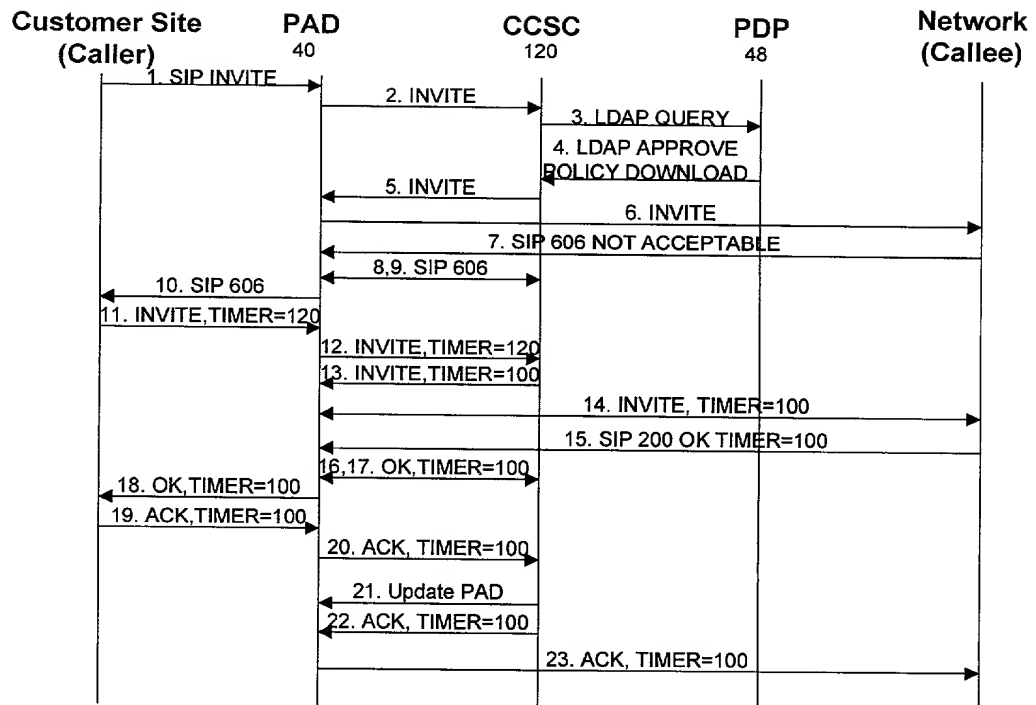 Customer Site
(Caller)
PAD
40
CCSC
120
PDP
48
Network
(Callee)
1. SIP INVITE
2. INVITE
3. LDAP QUERY
4. LDAP APPROVE
POLICY DOWNLOAD
5. INVITE
6. INVITE
7. SIP 606 NOT ACCEPTABLE
8,9. SIP 606
10. SIP 606
11. INVITE,TIMER=120
12. INVITE,TIMER=120
13. INVITE,TIMER=100
14. INVITE, TIMER=100
15. SIP 200 OK TIMER=100
16,17. OK,TIMER=100
18. OK,TIMER=100
19. ACK,TIMER=100
20. ACK, TIMER=100
21. Update PAD
22. ACK, TIMER=100
23. ACK, TIMER=100